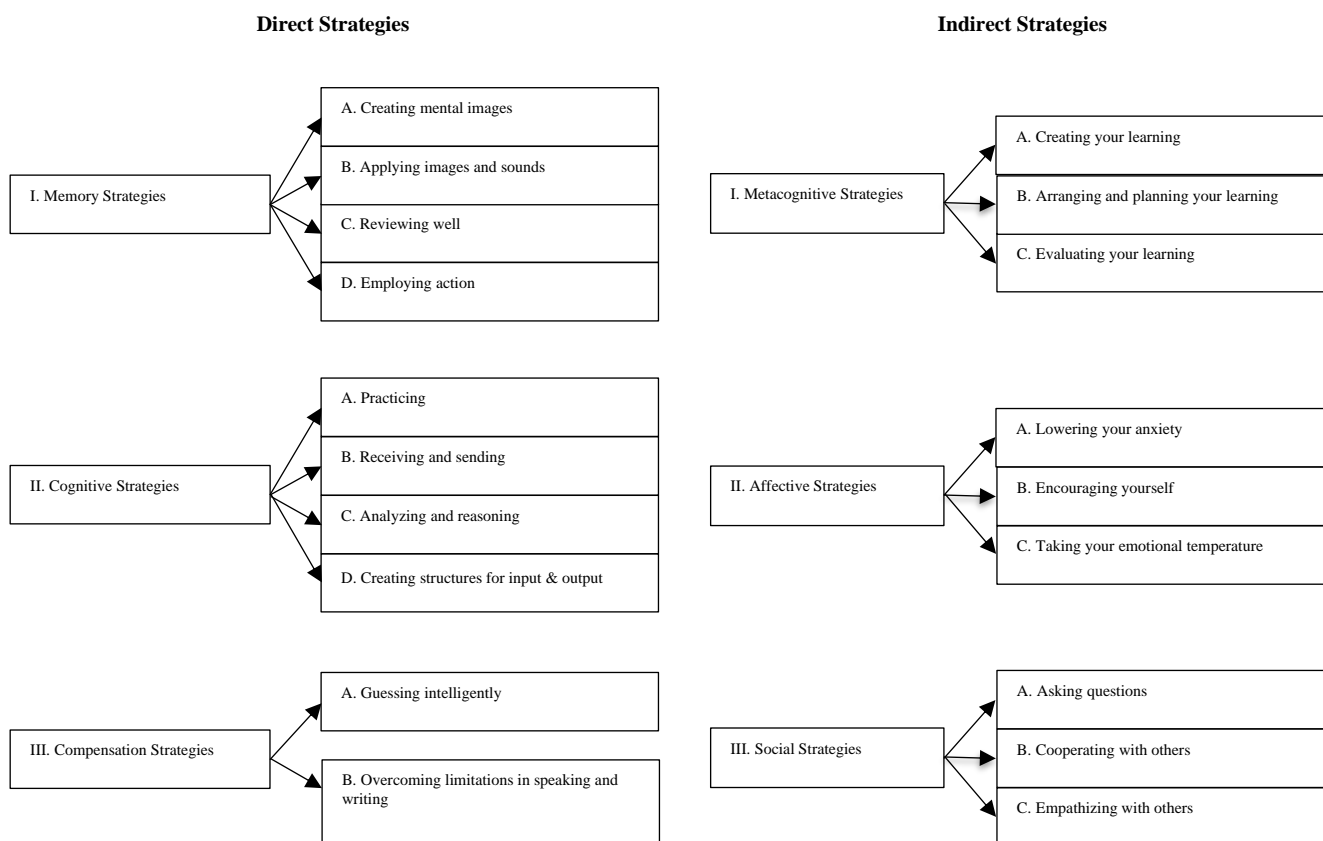 Direct Strategies
I. Memory Strategies
A. Creating mental images
B. Applying images and sounds
C. Reviewing well
D. Employing action
II. Cognitive Strategies
A. Practicing
B. Receiving and sending
C. Analyzing and reasoning
D. Creating structures for input & output
III. Compensation Strategies
A. Guessing intelligently
B. Overcoming limitations in speaking and
writing
Indirect Strategies
I. Metacognitive Strategies
A. Creating your learning
B. Arranging and planning your learning
C. Evaluating your learning
II. Affective Strategies
A. Lowering your anxiety
B. Encouraging yourself
C. Taking your emotional temperature
III. Social Strategies
A. Asking questions
B. Cooperating with others
C. Empathizing with others